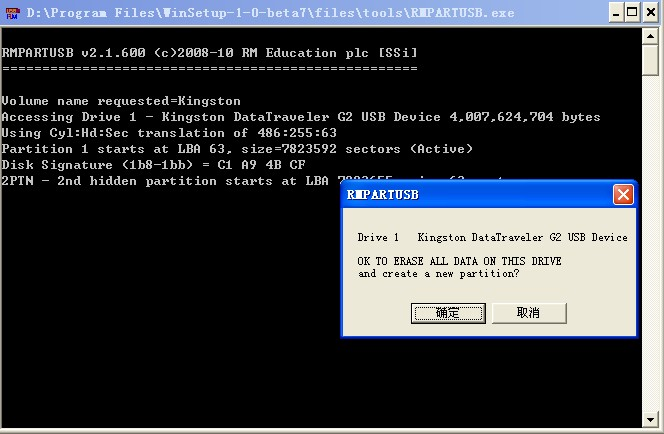 D:\Program Files\WinSetup-1-0-beta7\files\tools\RMPARTUSB.exe
RMPARTUSB v2.1.600 (c)2008-10 RM Education plc [SSi]
====================================================
Volume name requested=Kingston
Accessing Drive 1 - Kingston DataTraveler G2 USB Device 4,007,624,704 bytes
Using Cyl:Hd:Sec translation of 486:255:63
Partition 1 starts at LBA 63, size=7823592 sectors (Active)
Disk Signature (1b8-1bb) = C1 A9 4B CF
2PTN - 2nd hidden partition starts at LBA
RMPARTUSB
Drive 1 Kingston DataTraveler G2 USB Device
OK TO ERASE ALL DATA ON THIS DRIVE
and create a new partition?
确定 取消